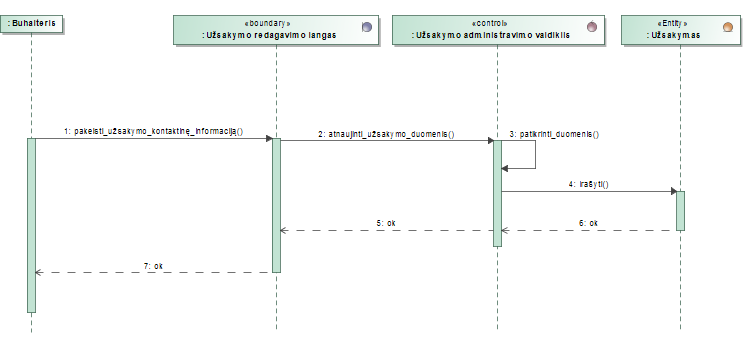 : Buhalteris
«boundary»
: Užsakymo redagavimo langas
«control»
: Užsakymo administravimo valdiklis
«Entity»
: Užsakymas
1: pakeisti_užsakymo_kontaktinę_informaciją()
2: atnaujinti_užsakymo_duomenis()
3: patikrinti_duomenis()
4: įrašyti()
5: ok
6: ok
7: ok